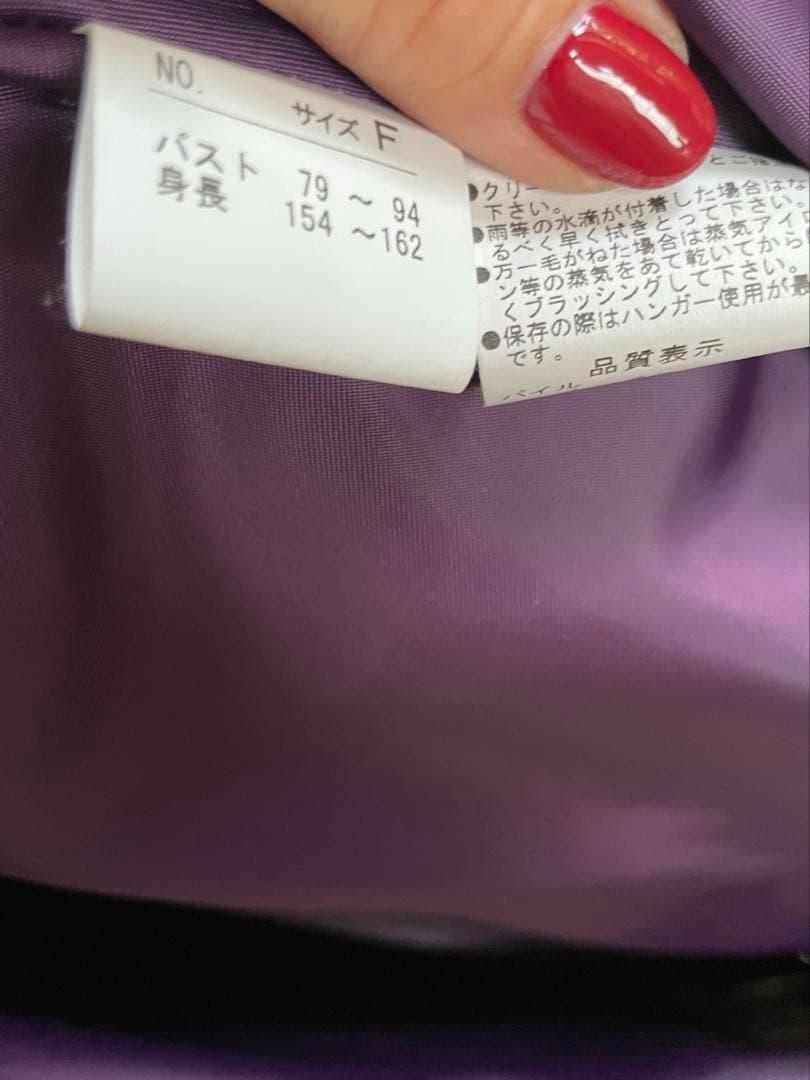 NO.
サイズ F
バスト 79 ～ 94
身長 154 ～162
とご
●クリー
下さい。
●雨等の水滴が付着した場合はな
るべく早く拭きとって下さい。
●万一毛がねた場合は蒸気アイ
ン等の蒸気をあて乾いてから
くブラッシングして下さい。
●保存の際はハンガー使用が最
です。
品質表示
パイル